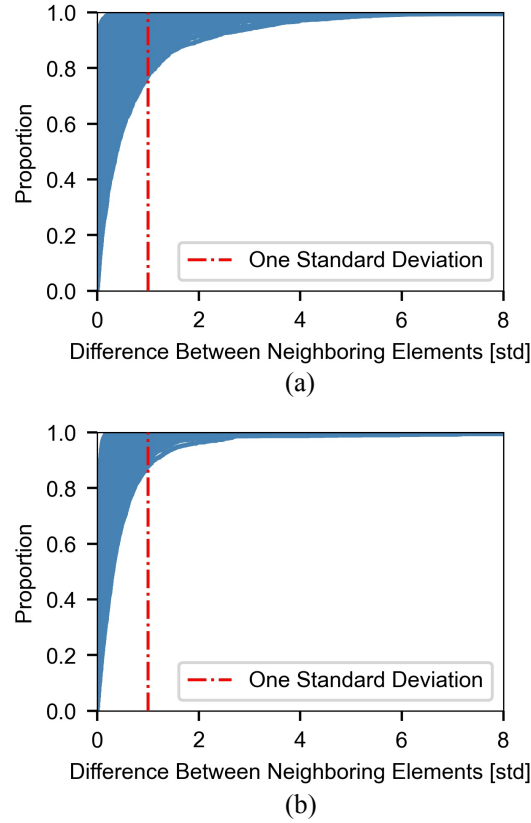 1.0
0.8
0.6
0.4
0.2
0.0
Proportion
One Standard Deviation
0 2 4 6 8
Difference Between Neighboring Elements [std]
(a)
1.0
0.8
0.6
0.4
0.2
0.0
Proportion
One Standard Deviation
0 2 4 6 8
Difference Between Neighboring Elements [std]
(b)